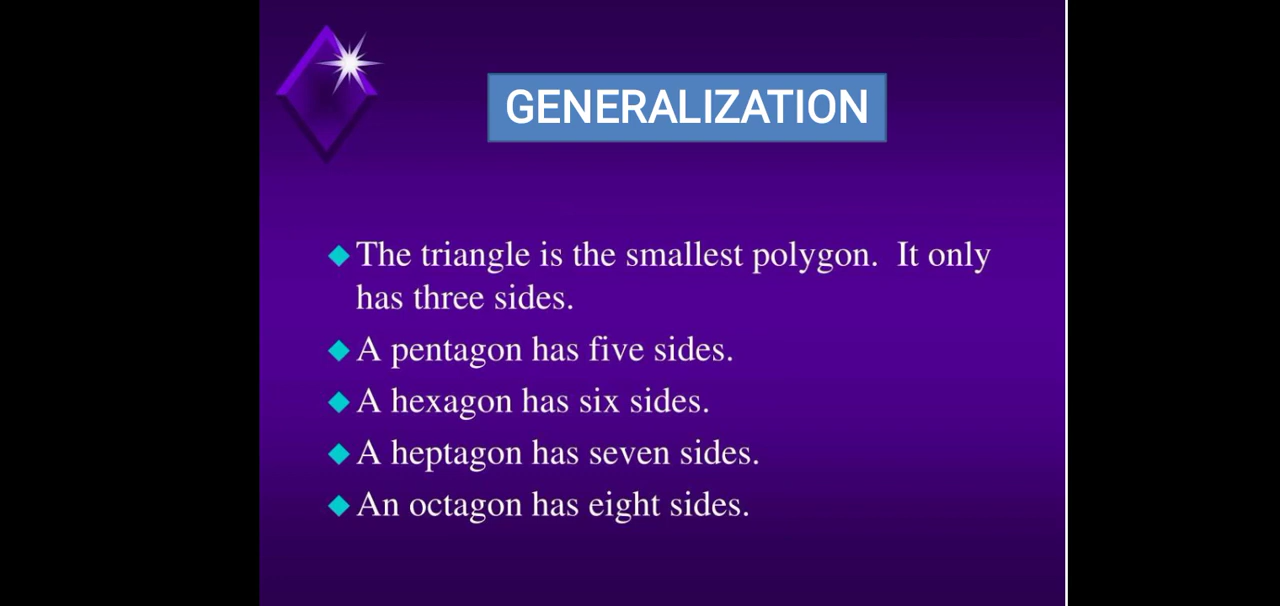 GENERALIZATION
The triangle is the smallest polygon.  It only
has three sides.
A pentagon has five sides.
A hexagon has six sides.
A heptagon has seven sides.
An octagon has eight sides.